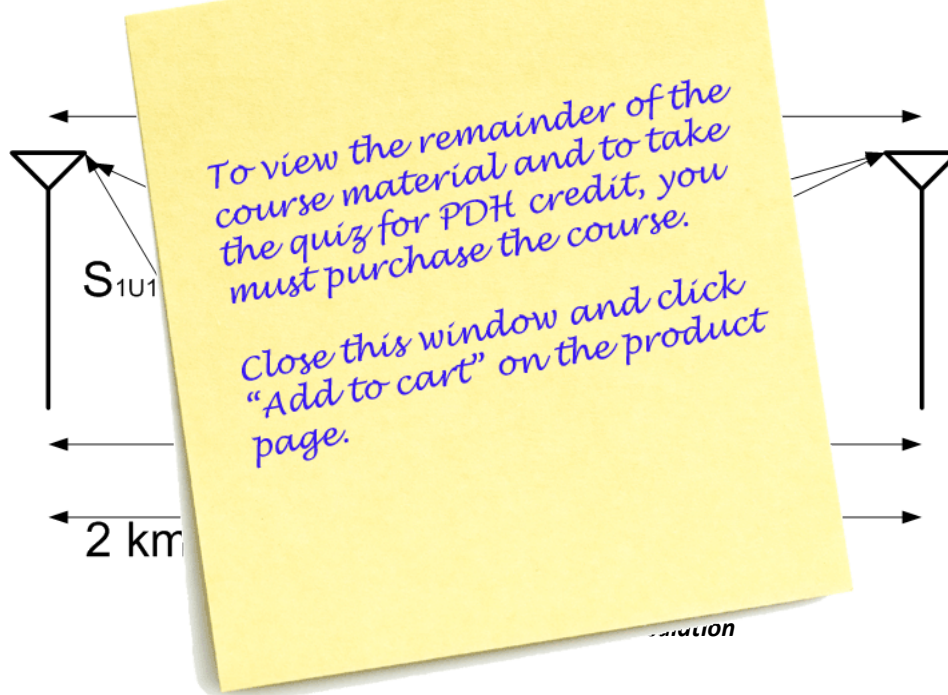 To view the remainder of the
course material and to take
the quiz for PDH credit, you
must purchase the course.
S1U1
Close this window and click
“Add to cart” on the product
page.
2 km